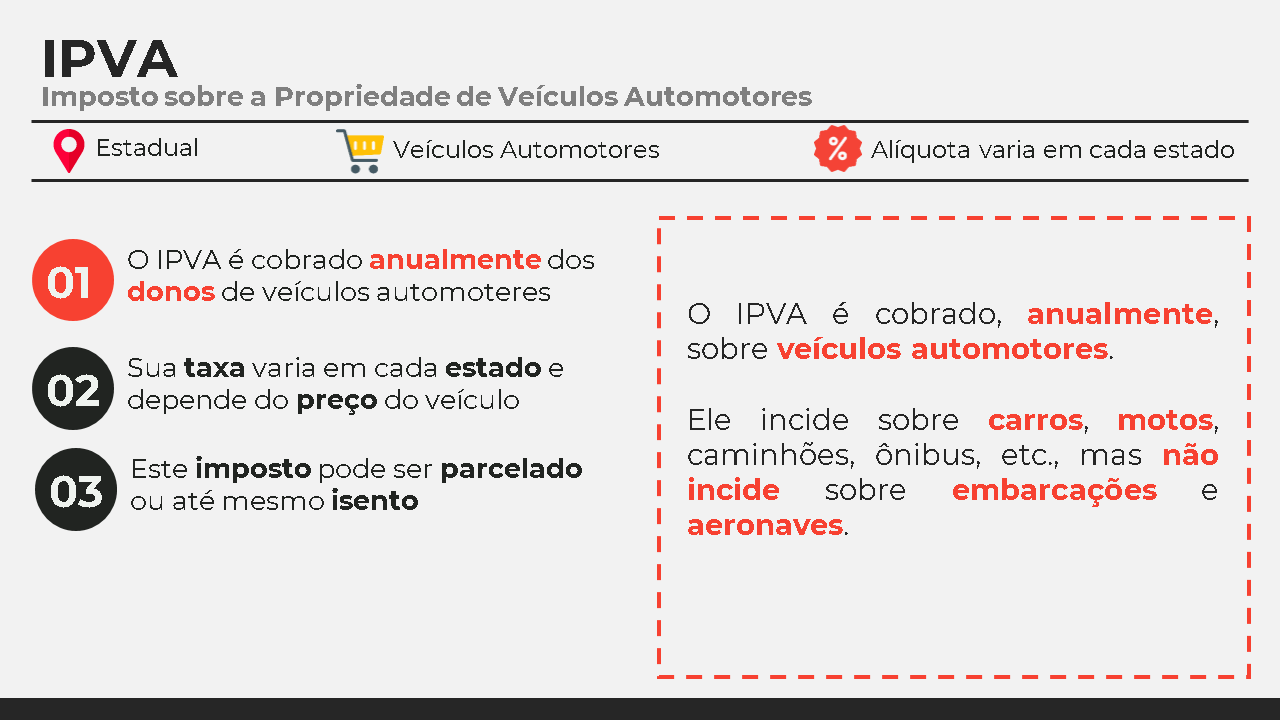 IPVA
Imposto sobre a Propriedade de Veículos Automotores
Estadual
Veículos Automotores
%
Alíquota varia em cada estado
01
O IPVA é cobrado anualmente dos
donos de veículos automoteres
02
Sua taxa varia em cada estado e
depende do preço do veículo
03
Este imposto pode ser parcelado
ou até mesmo isento
O IPVA é cobrado, anualmente,
sobre veículos automotores.
Ele incide sobre carros, motos,
caminhões, ônibus, etc., mas não
incide sobre embarcações e
aeronaves.